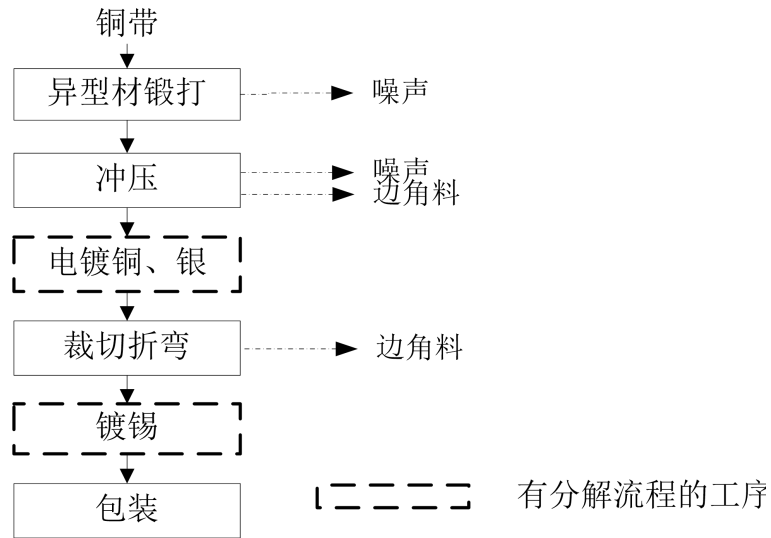 铜带
异型材锻打
噪声
冲压
噪声
边角料
电镀铜、银
裁切折弯
边角料
镀锡
包装
有分解流程的工序